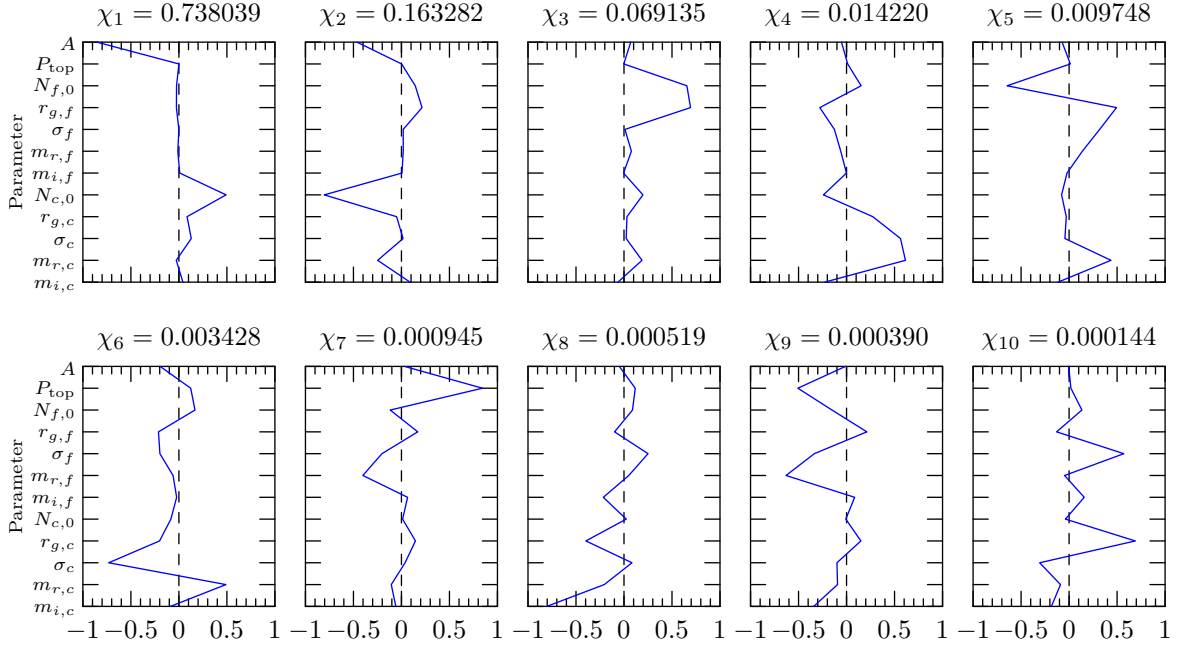 χ₁ = 0.738039 χ₂ = 0.163282 χ₃ = 0.069135 χ₄ = 0.014220 χ₅ = 0.009748
A
P_top
N_f,0
r_g,f
σ_f
m_r,f
m_i,f
N_c,0
r_g,c
σ_c
m_r,c
m_i,c
Parameter
χ₆ = 0.003428 χ₇ = 0.000945 χ₈ = 0.000519 χ₉ = 0.000390 χ₁₀ = 0.000144
A
P_top
N_f,0
r_g,f
σ_f
m_r,f
m_i,f
N_c,0
r_g,c
σ_c
m_r,c
m_i,c
Parameter
−1 −0.5 0 0.5 1 −1 −0.5 0 0.5 1 −1 −0.5 0 0.5 1 −1 −0.5 0 0.5 1 −1 −0.5 0 0.5 1